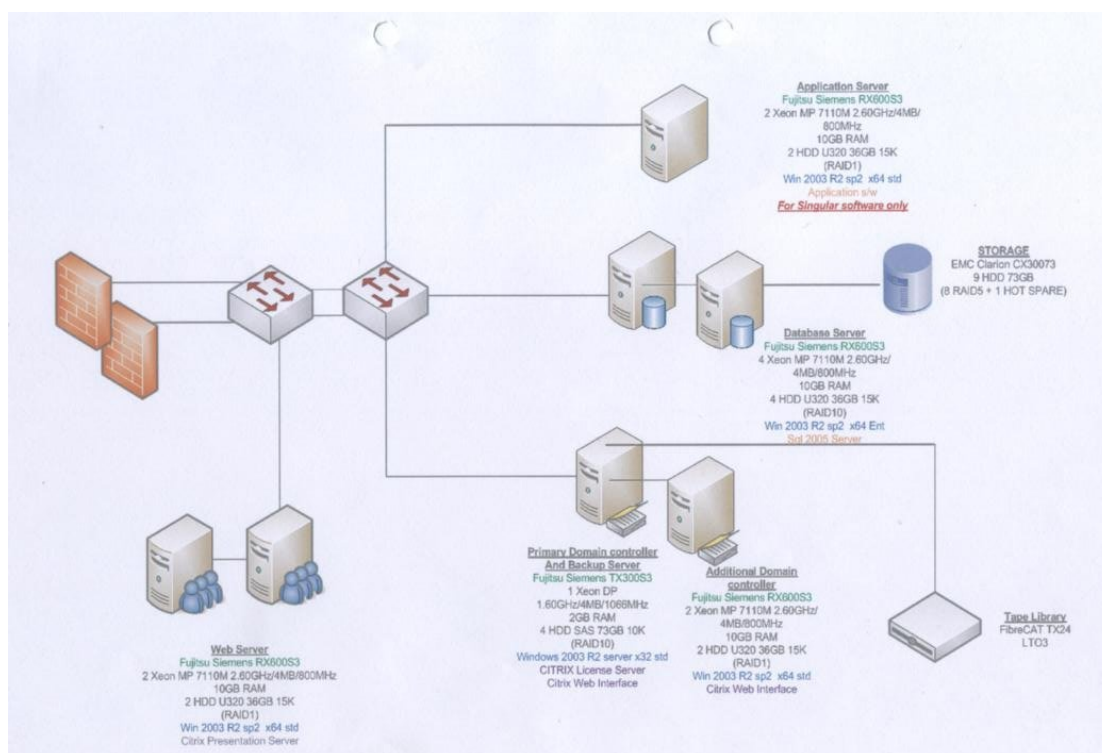 Application Server
Fujitsu Siemens RX600S3
2 Xeon MP 7110M 2.60GHz/4MB/
800MHz
10GB RAM
2 HDD U320 36GB 15K
(RAID1)
Win 2003 R2 sp2 x64 std
Application s/w
For Singular software only
STORAGE
EMC Clarion CX30073
9 HDD 73GB
(8 RAID5 + 1 HOT SPARE)
Database Server
Fujitsu Siemens RX600S3
4 Xeon MP 7110M 2.60GHz/
4MB/800MHz
10GB RAM
4 HDD U320 36GB 15K
(RAID10)
Win 2003 R2 sp2 x64 Ent
Sql 2005 Server
Primary Domain controller
And Backup Server
Fujitsu Siemens TX300S3
1 Xeon DP
1.60GHz/4MB/1066MHz
2GB RAM
4 HDD SAS 73GB 10K
(RAID10)
Windows 2003 R2 server x32 std
CITRIX License Server
Citrix Web Interface
Additional Domain
controller
Fujitsu Siemens RX600S3
2 Xeon MP 7110M 2.60GHz/
4MB/800MHz
10GB RAM
2 HDD U320 36GB 15K
(RAID1)
Win 2003 R2 sp2 x64 std
Citrix Web Interface
Tape Library
FibreCAT TX24
LTO3
Web Server
Fujitsu Siemens RX600S3
2 Xeon MP 7110M 2.60GHz/4MB/800MHz
10GB RAM
2 HDD U320 36GB 15K
(RAID1)
Win 2003 R2 sp2 x64 std
Citrix Presentation Server